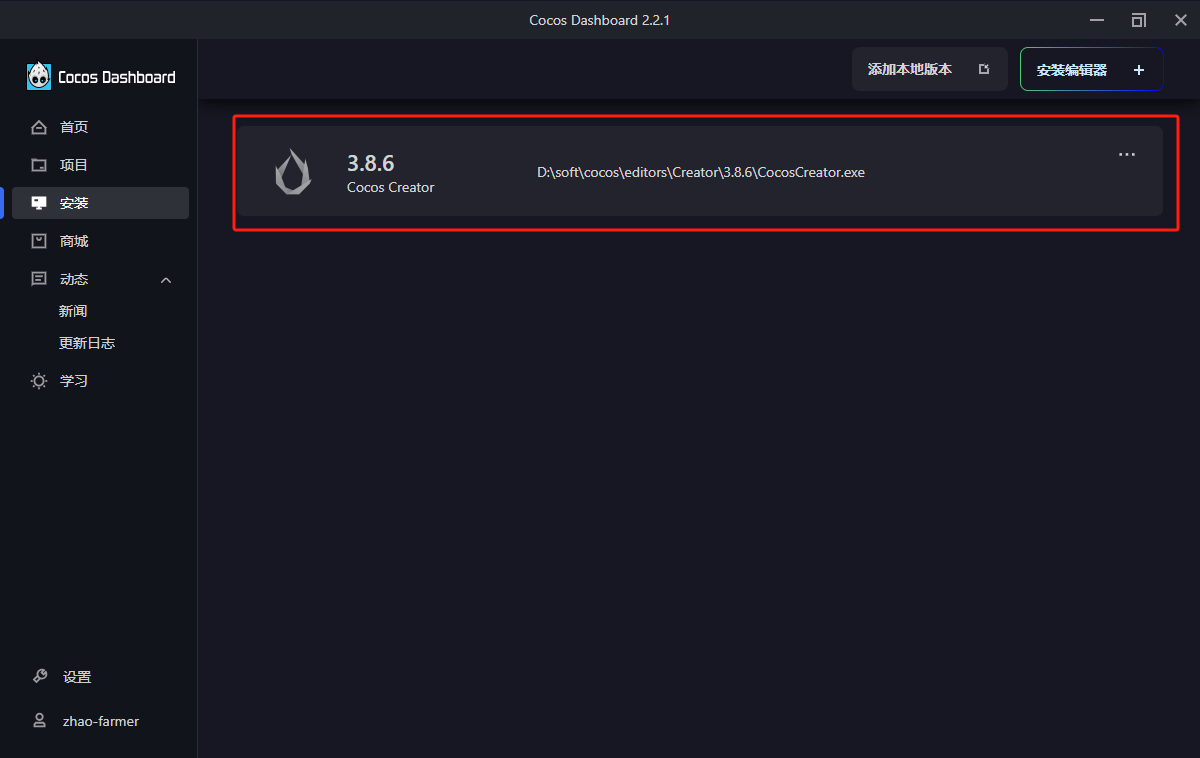 Cocos Dashboard 2.2.1
Cocos Dashboard
首页
项目
安装
商城
动态
新闻
更新日志
学习
设置
zhao-farmer
添加本地版本
安装编辑器 +
3.8.6
Cocos Creator
D:\soft\cocos\editors\Creator\3.8.6\CocosCreator.exe